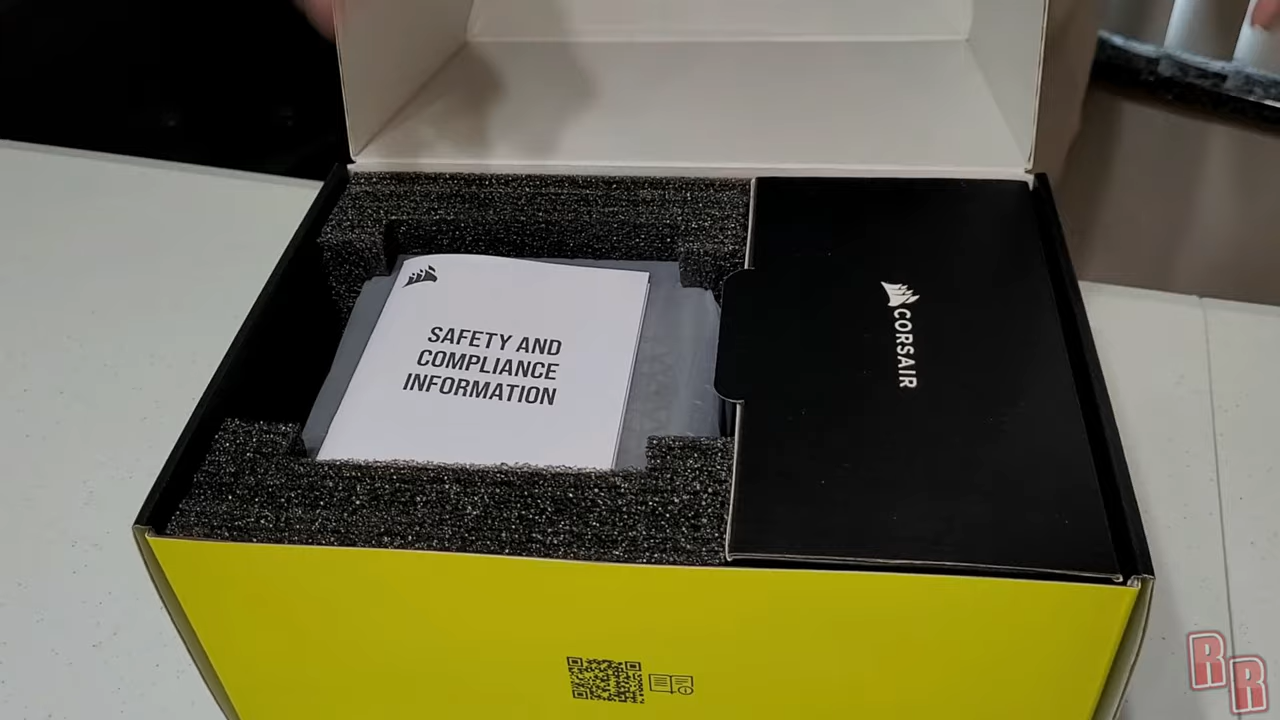 SAFETY AND
COMPLIANCE
INFORMATION
CORSAIR
RR